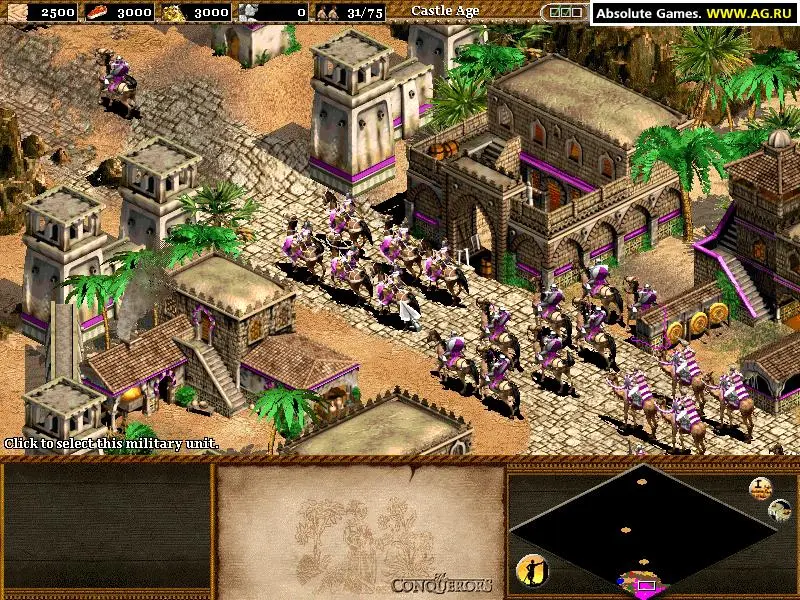 2500 3000 3000 0 31/75 Castle Age
Absolute Games. WWW.AG.RU
Click to select this military unit.
The
CONQUERORS